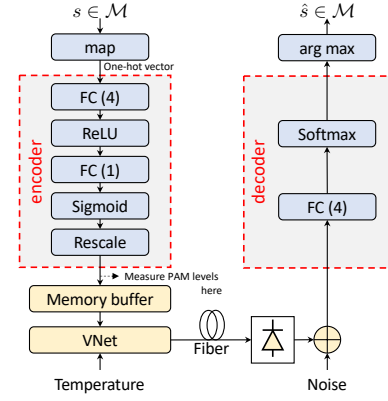 s ∈ ℳ
map
One-hot vector
FC (4)
ReLU
FC (1)
Sigmoid
Rescale
encoder
Measure PAM levels
here
Memory buffer
VNet
Temperature
Fiber
ŝ ∈ ℳ
arg max
Softmax
FC (4)
decoder
Noise